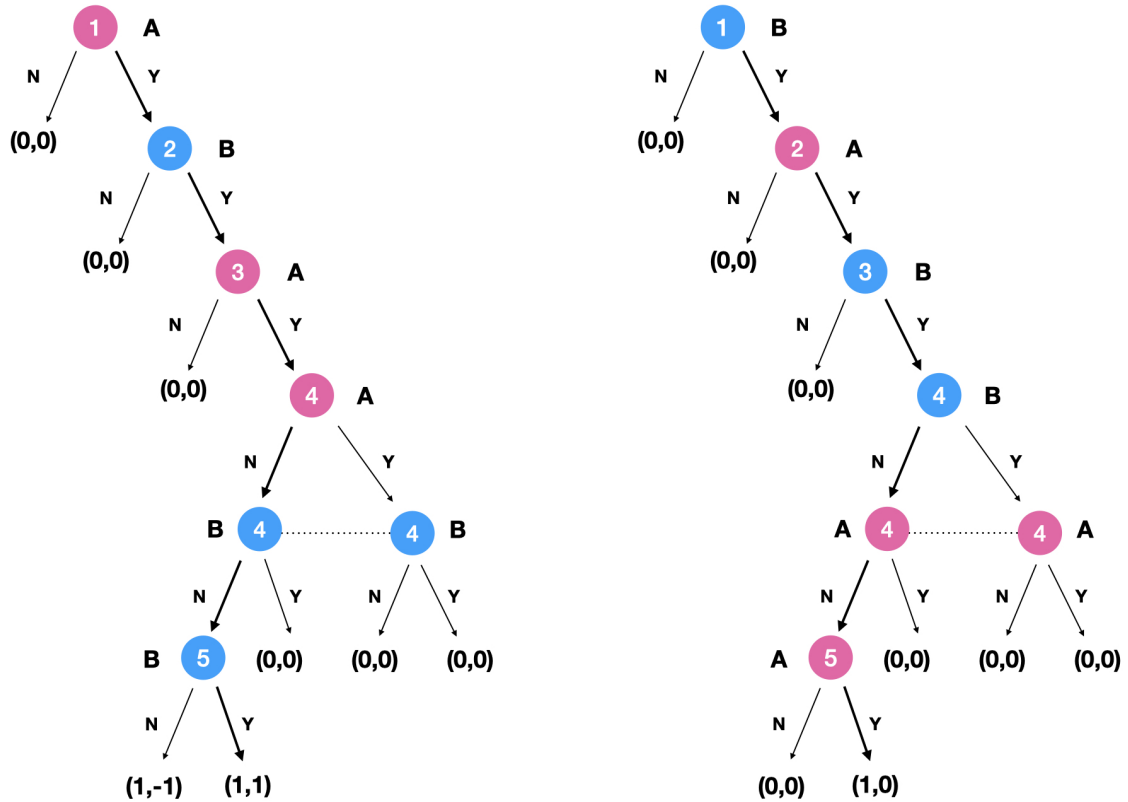 1 A
N Y
(0,0)
2 B
N Y
(0,0)
3 A
N Y
(0,0)
4 A
N Y
B 4 4 B
N Y N Y
B 5 (0,0) (0,0) (0,0)
N Y
(1,-1) (1,1)
1 B
N Y
(0,0)
2 A
N Y
(0,0)
3 B
N Y
(0,0)
4 B
N Y
A 4 4 A
N Y N Y
A 5 (0,0) (0,0) (0,0)
N Y
(0,0) (1,0)